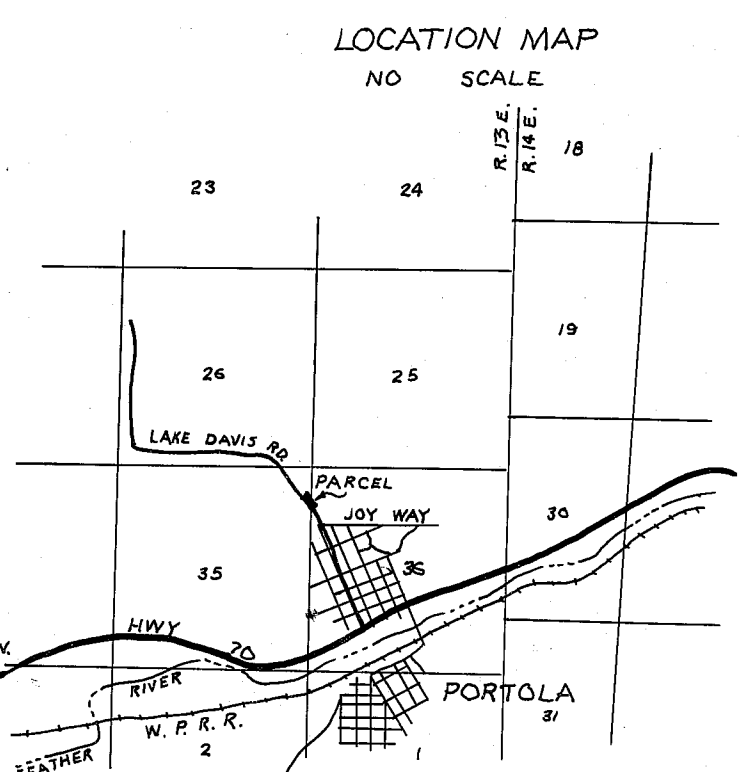 LOCATION MAP
NO SCALE
R. 13 E.
R. 14 E.
18
23
24
19
26
25
LAKE DAVIS RD.
PARCEL
JOY WAY
30
35
36
HWY
70
RIVER
PORTOLA
W. P. R. R.
31
2
1